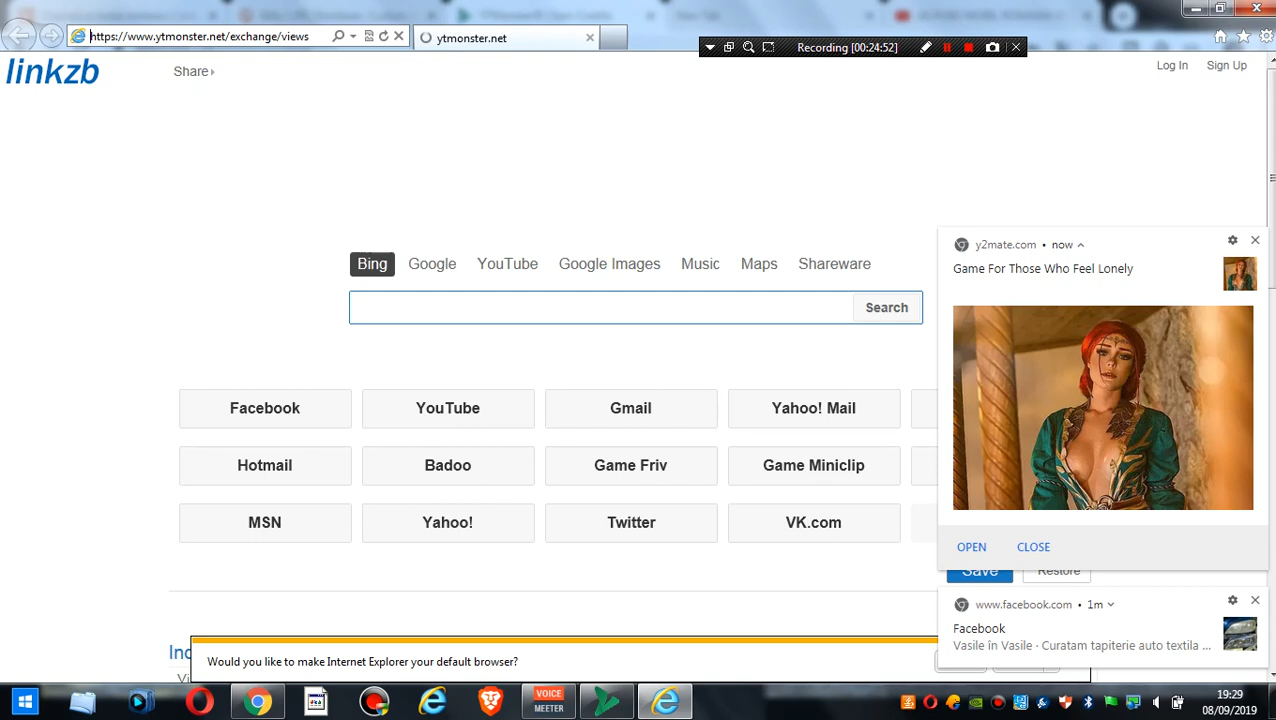 https://www.ytmonster.net/exchange/views
ytmonster.net
Recording [00:24:52]
linkzb
Share
Log In
Sign Up
Bing
Google
YouTube
Google Images
Music
Maps
Shareware
Search
Facebook
YouTube
Gmail
Yahoo! Mail
Hotmail
Badoo
Game Friv
Game Miniclip
MSN
Yahoo!
Twitter
VK.com
y2mate.com • now
Game For Those Who Feel Lonely
OPEN
CLOSE
Save
Restore
www.facebook.com • 1m
Facebook
Vasile in Vasile · Curatam tapiterie auto textila ...
Would you like to make Internet Explorer your default browser?
VOICE
MEETER
19:29
08/09/2019